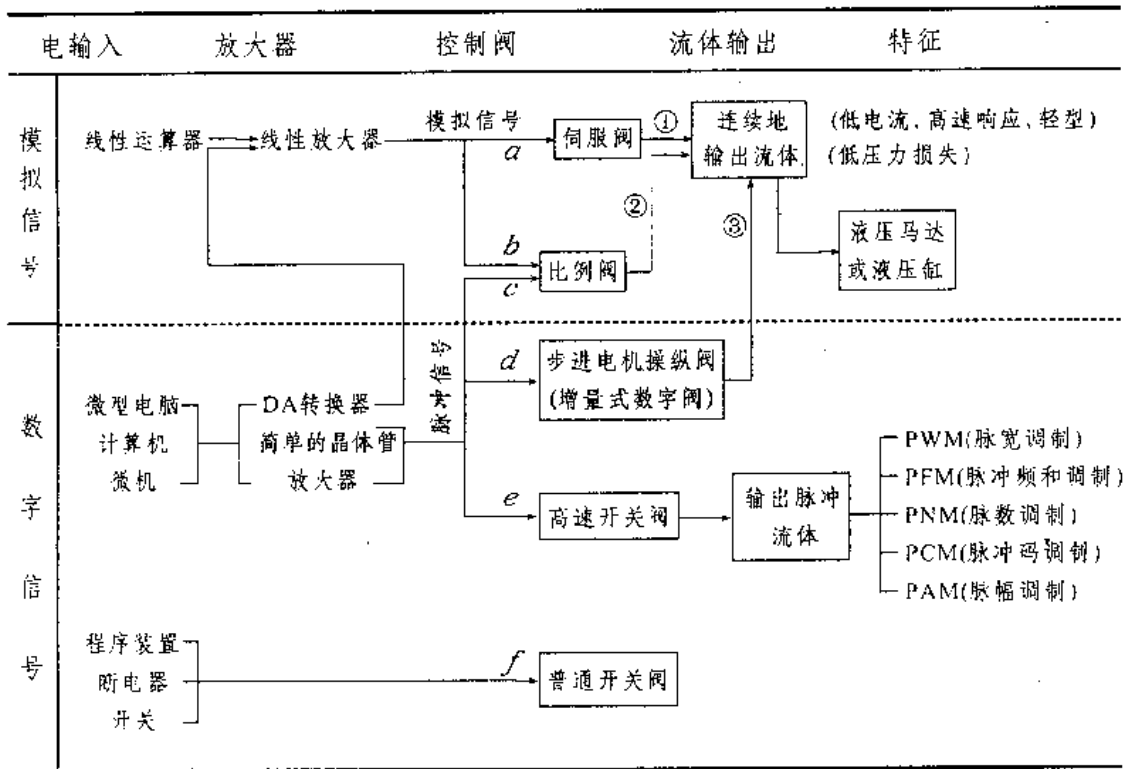 电输入 放大器 控制阀 流体输出 特征
模拟信号
线性运算器 线性放大器 模拟信号 a 伺服阀 ① 连续地
输出流体
(低电流、高速响应、轻型)
(低压力损失)
②
③
b
c
比例阀
液压马达
或液压缸
数字信号
脉冲信号
d
步进电机操纵阀
(增量式数字阀)
微型电脑
计算机
微机
DA转换器
简单的晶体管
放大器
e
高速开关阀
输出脉冲
流体
PWM(脉宽调制)
PFM(脉冲频和调制)
PNM(脉数调制)
PCM(脉冲码调制)
PAM(脉幅调制)
程序装置
断电器
开关
f
普通开关阀